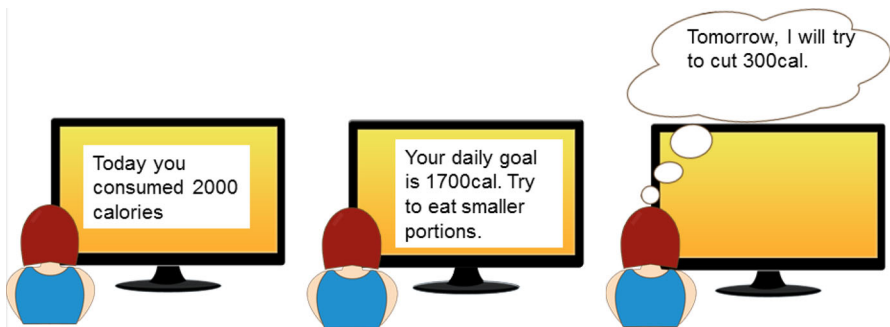 Today you
consumed 2000
calories
Your daily goal
is 1700cal. Try
to eat smaller
portions.
Tomorrow, I will try
to cut 300cal.